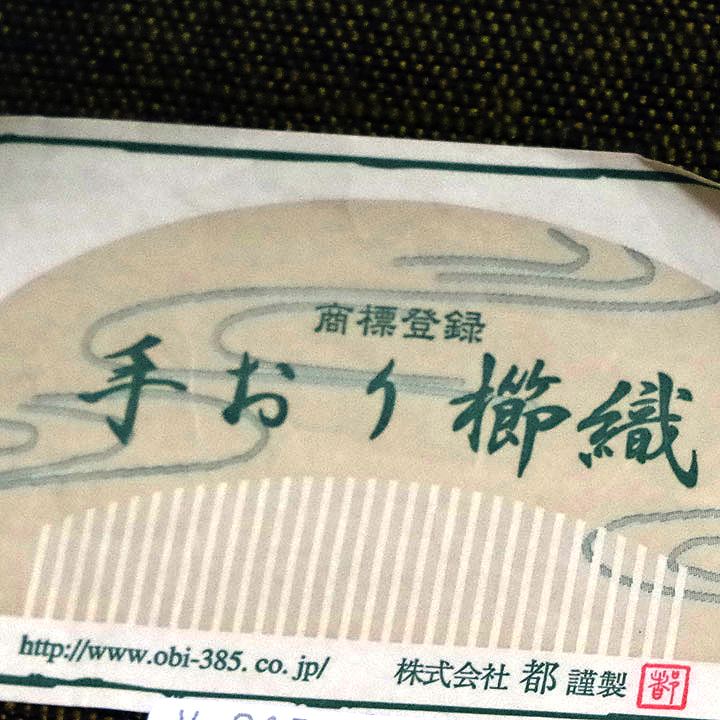 商標登録
手おり櫛織
http://www.obi-385.co.jp/
株式会社 都 謹製 都